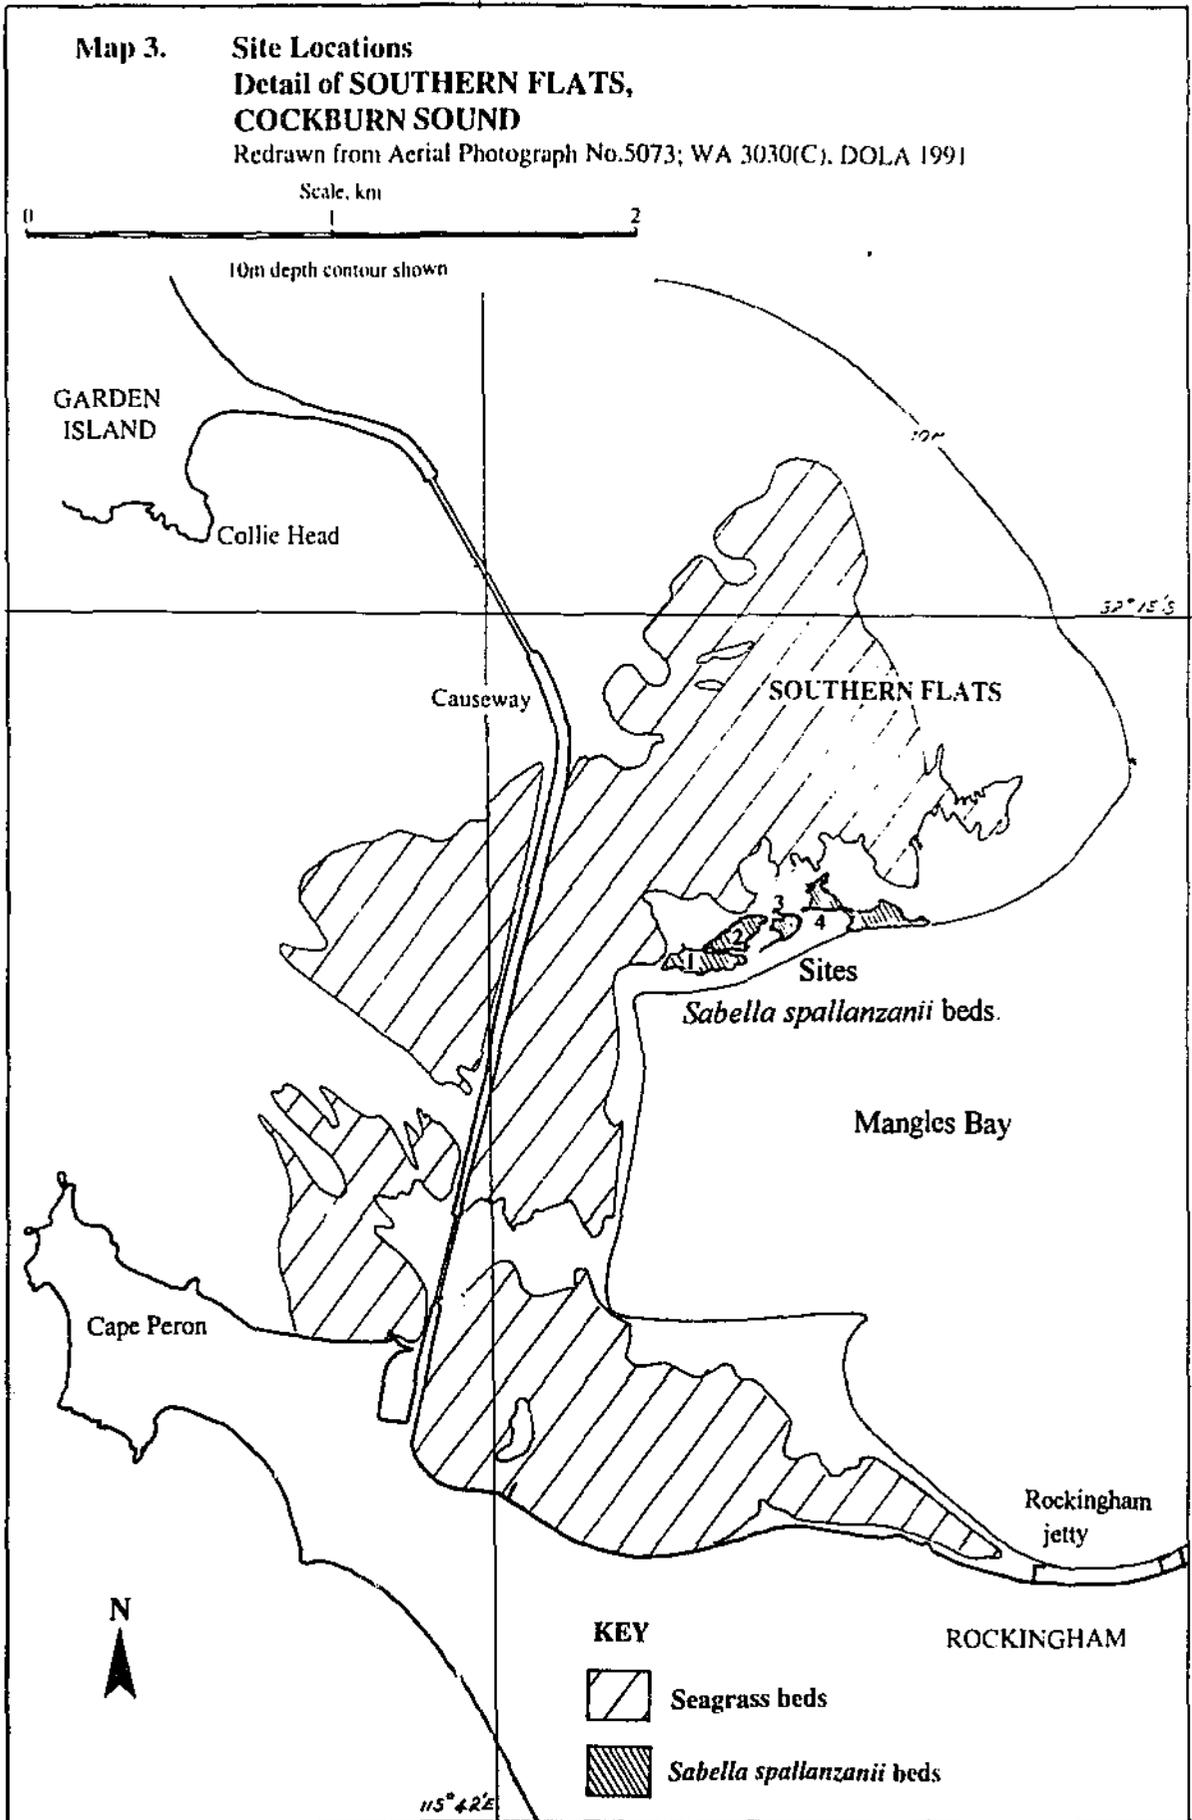 Map 3.
Site Locations
Detail of SOUTHERN FLATS,
COCKBURN SOUND
Redrawn from Aerial Photograph No.5073; WA 3030(C). DOLA 1991
Scale, km
0 1 2
10m depth contour shown
GARDEN
ISLAND
10m
Collie Head
32°15'S
Causeway
SOUTHERN FLATS
3
4
2
1
Sites
Sabella spallanzanii beds.
Mangles Bay
Cape Peron
Rockingham
jetty
N
KEY
ROCKINGHAM
Seagrass beds
Sabella spallanzanii beds
115°42'E